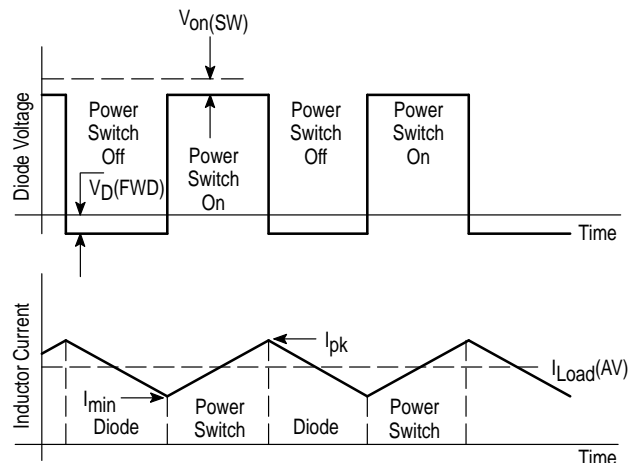 Von(SW)
Diode Voltage
Power
Switch
Off
Power
Switch
On
Power
Switch
Off
Power
Switch
On
VD(FWD)
Time
Inductor Current
Ipk
ILoad(AV)
Imin
Diode
Power
Switch
Diode
Power
Switch
Time